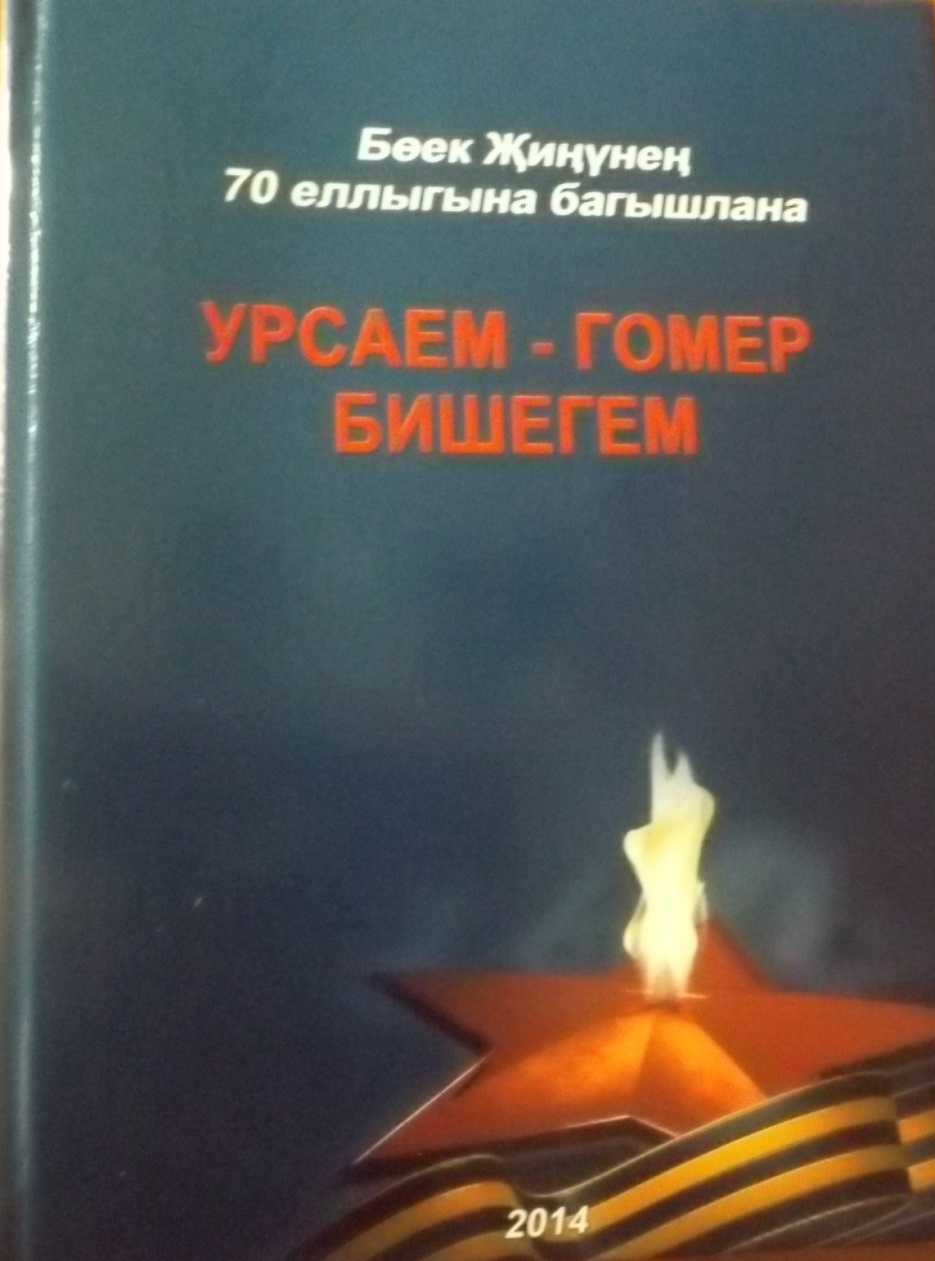 Бөек Җиңүнең
70 еллыгына багышлана
УРСАЕМ - ГОМЕР
БИШЕГЕМ
2014